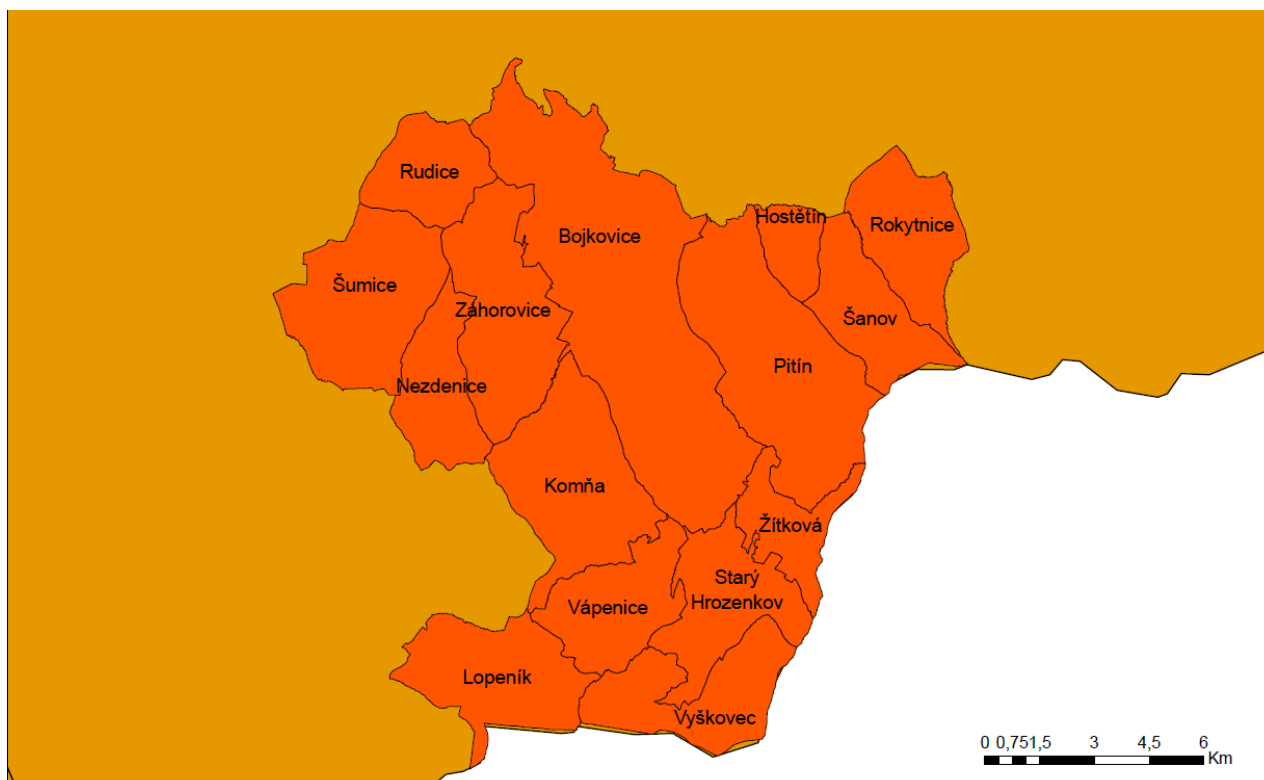 Rudice
Hostětín
Rokytnice
Bojkovice
Šumice
Záhorovice
Šanov
Pitín
Nezdenice
Komňa
Žítková
Starý
Hrozenkov
Vápenice
Lopeník
Vyškovec
0 0,751,5 3 4,5 6
Km